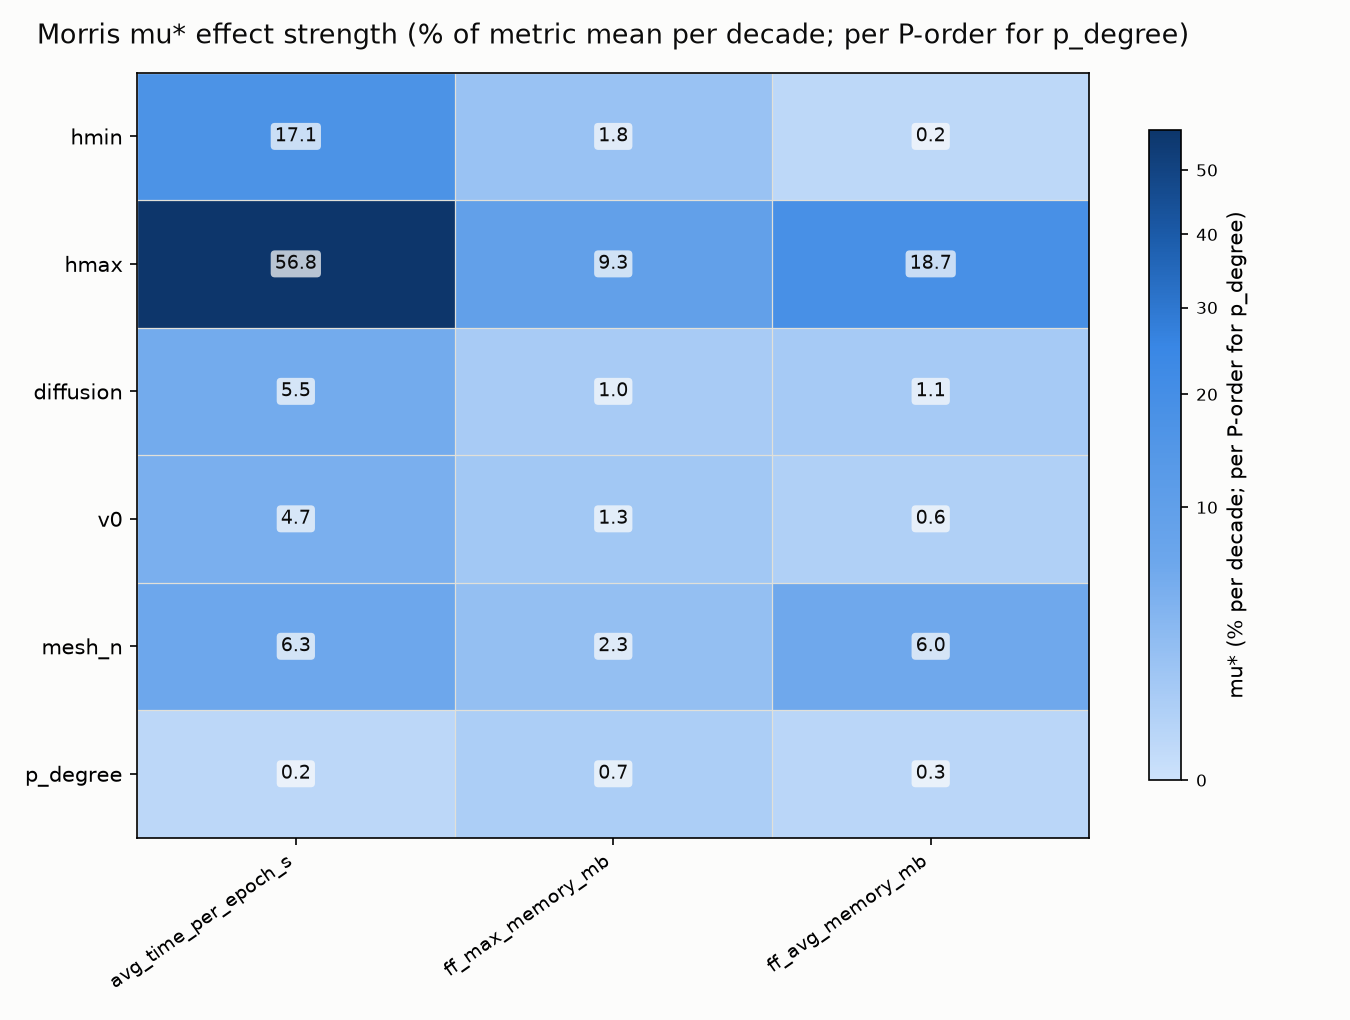 Morris mu* effect strength (% of metric mean per decade; per P-order for p_degree)
hmin 17.1 1.8 0.2
hmax 56.8 9.3 18.7
diffusion 5.5 1.0 1.1
v0 4.7 1.3 0.6
mesh_n 6.3 2.3 6.0
p_degree 0.2 0.7 0.3
avg_time_per_epoch_s
ff_max_memory_mb
ff_avg_memory_mb
50
40
30
20
10
0
mu* (% per decade; per P-order for p_degree)